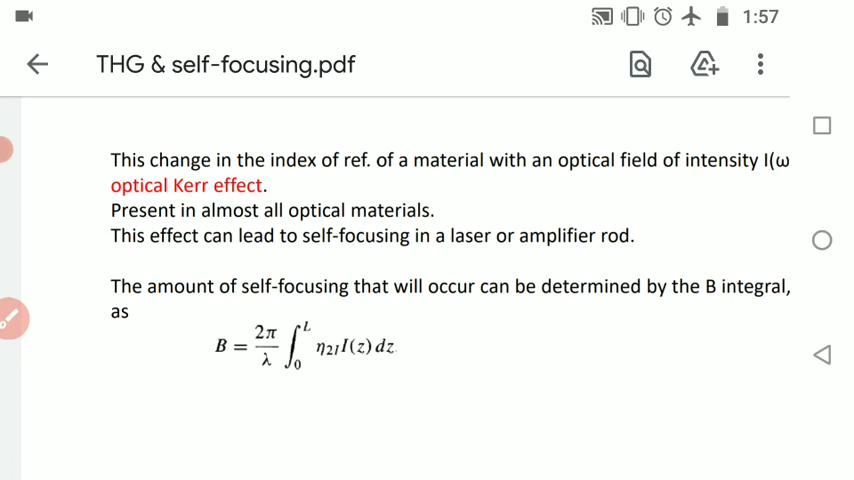 1:57
THG & self-focusing.pdf
This change in the index of ref. of a material with an optical field of intensity I(ω
optical Kerr effect.
Present in almost all optical materials.
This effect can lead to self-focusing in a laser or amplifier rod.
The amount of self-focusing that will occur can be determined by the B integral,
as
B = 2π/λ ∫₀ᴸ η₂I I(z) dz